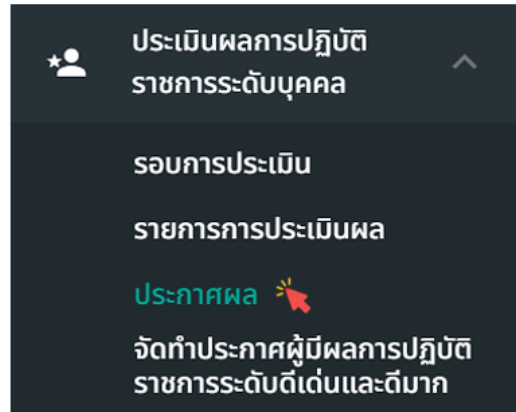 ประเมินผลการปฏิบัติ
ราชการระดับบุคคล
รอบการประเมิน
รายการการประเมินผล
ประกาศผล
จัดทำประกาศผู้มีผลการปฏิบัติ
ราชการระดับดีเด่นและดีมาก